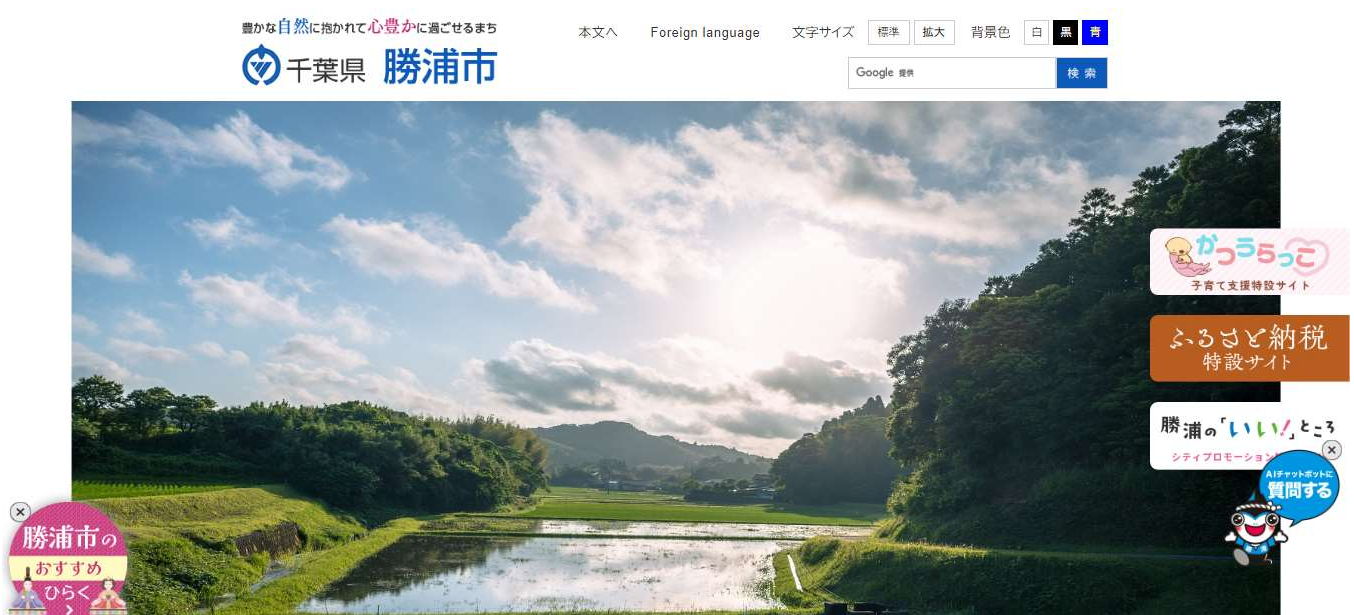 豊かな自然に抱かれて心豊かに過ごせるまち
千葉県 勝浦市
本文へ Foreign language 文字サイズ 標準 拡大 背景色 白 黒 青
Google 提供 検索
かつうらっこ
子育て支援特設サイト
ふるさと納税
特設サイト
勝浦の「いい!」ところ
シティプロモーション
AIチャットボットに
質問する
勝浦市の
おすすめ
ひらく